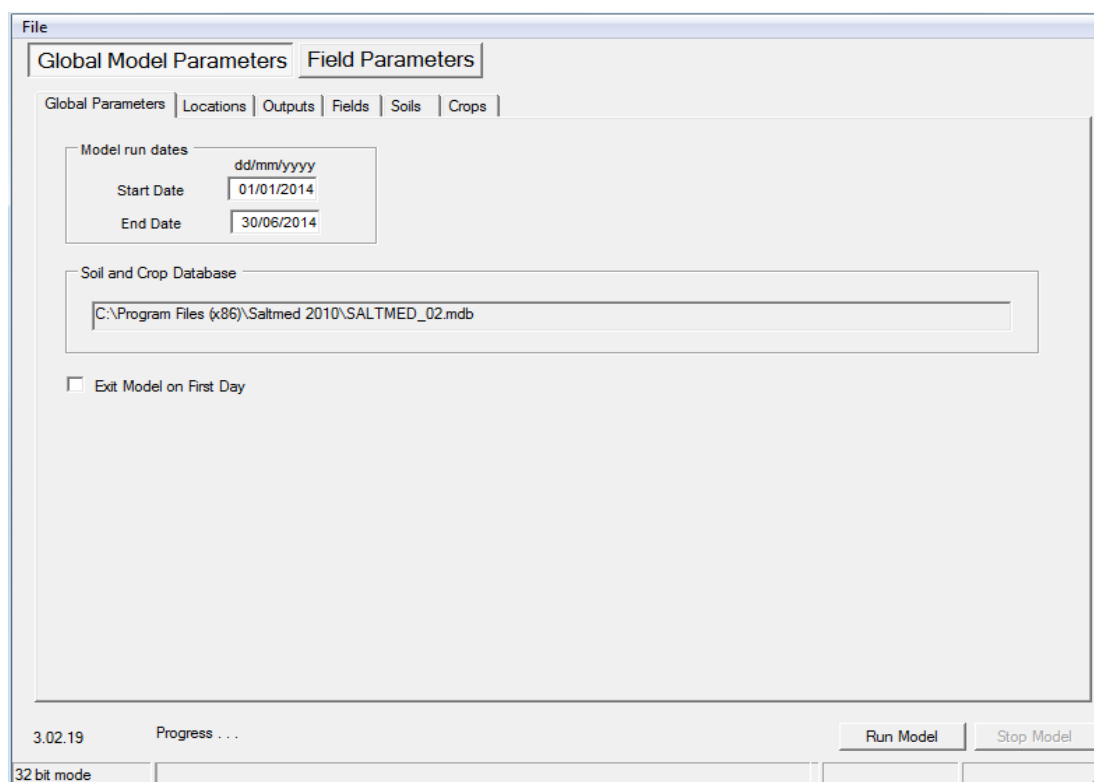 File
Global Model Parameters Field Parameters
Global Parameters Locations Outputs Fields Soils Crops
Model run dates
dd/mm/yyyy
Start Date 01/01/2014
End Date 30/06/2014
Soil and Crop Database
C:\Program Files (x86)\Saltmed 2010\SALTMED_02.mdb
Exit Model on First Day
3.02.19 Progress . . . Run Model Stop Model
32 bit mode